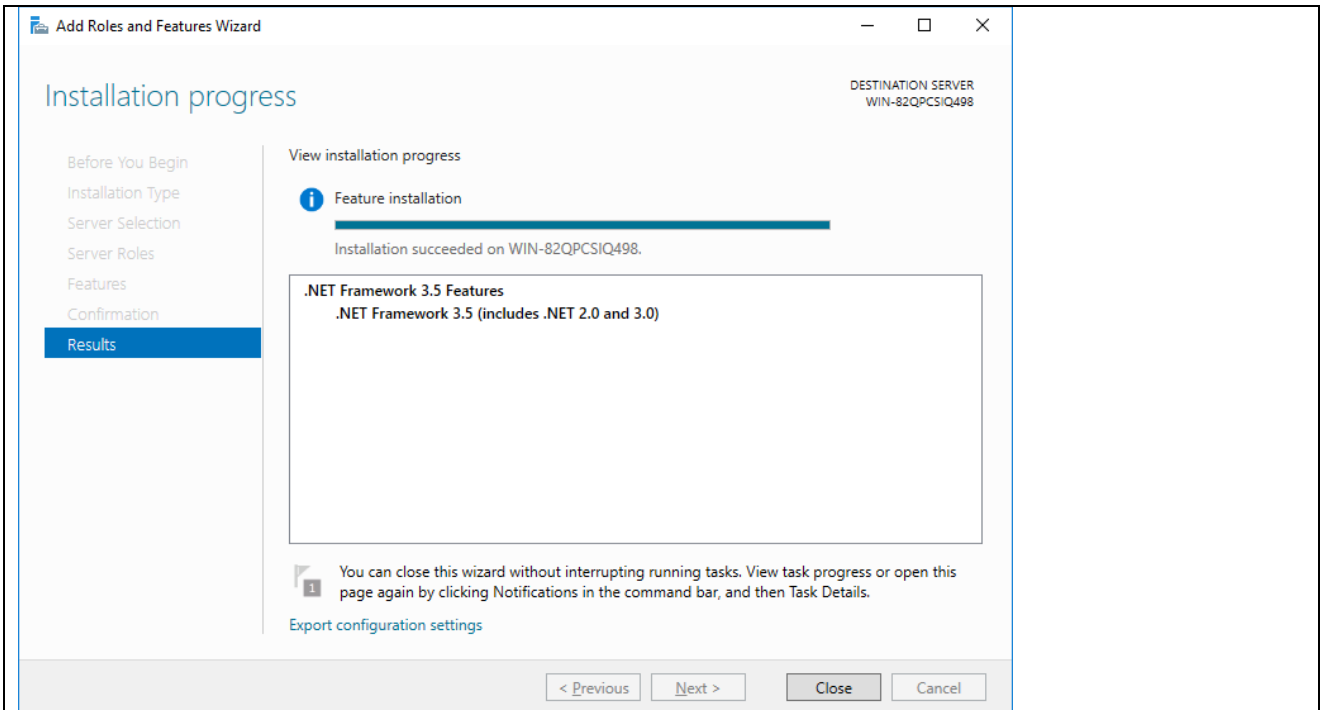 Add Roles and Features Wizard
Installation progress
DESTINATION SERVER
WIN-82QPCSIQ498
Before You Begin
Installation Type
Server Selection
Server Roles
Features
Confirmation
Results
View installation progress
Feature installation
Installation succeeded on WIN-82QPCSIQ498.
.NET Framework 3.5 Features
.NET Framework 3.5 (includes .NET 2.0 and 3.0)
1
You can close this wizard without interrupting running tasks. View task progress or open this
page again by clicking Notifications in the command bar, and then Task Details.
Export configuration settings
< Previous
Next >
Close
Cancel